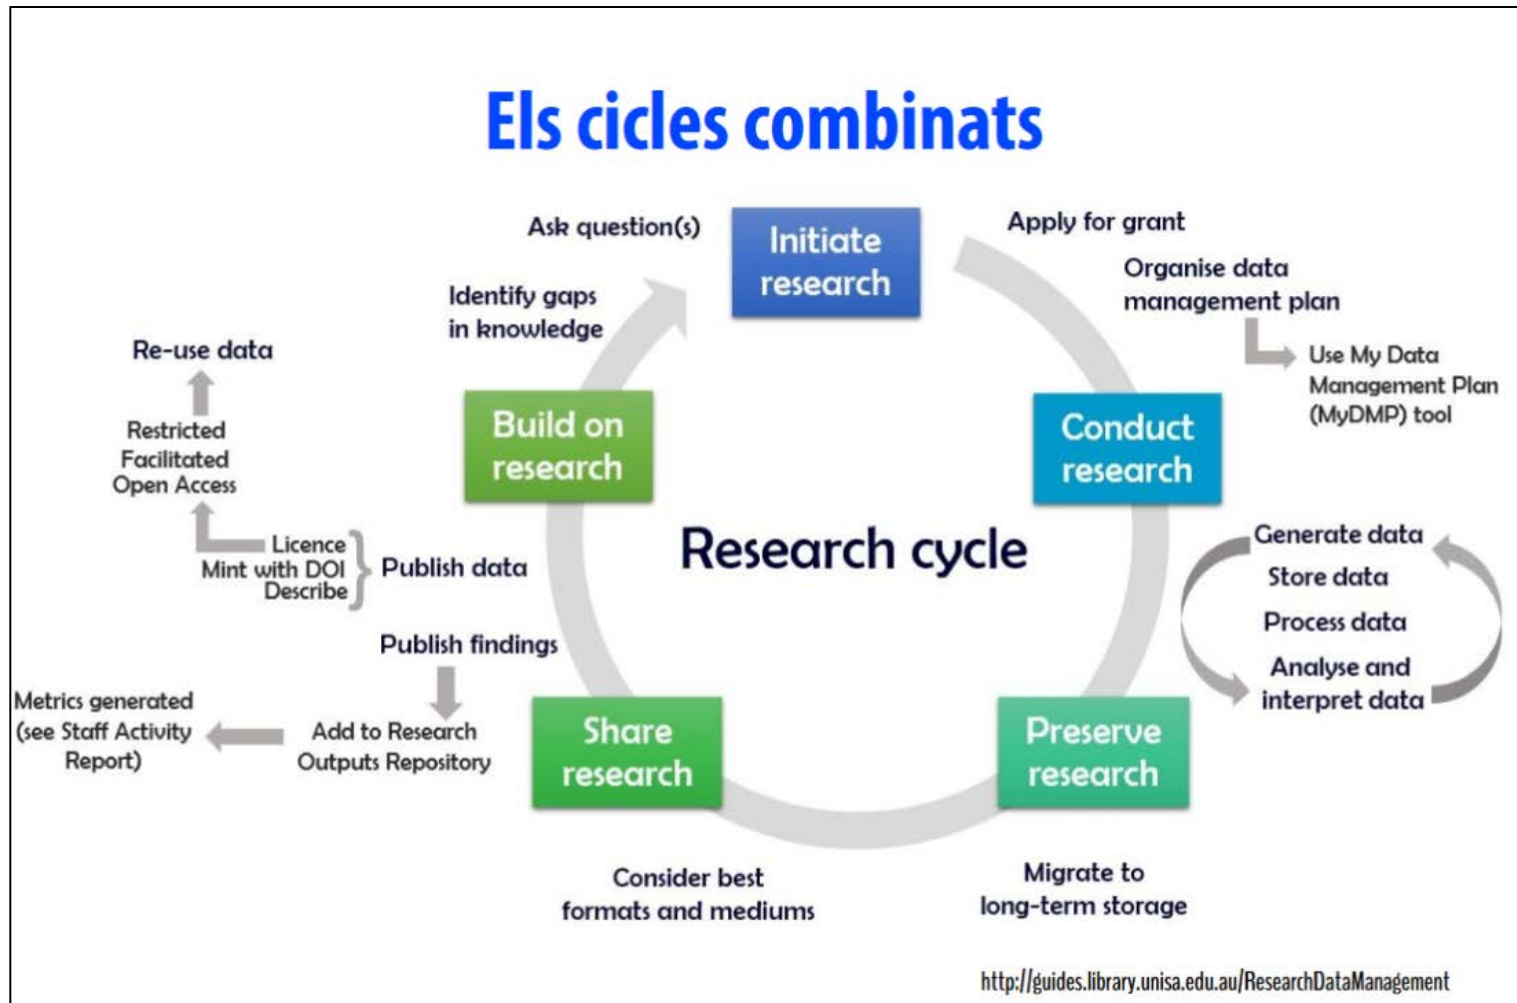 Els cicles combinats
Ask question(s)
Initiate
research
Apply for grant
Organise data
management plan
Use My Data
Management Plan
(MyDMP) tool
Identify gaps
in knowledge
Re-use data
Restricted
Facilitated
Open Access
Build on
research
Conduct
research
Research cycle
Licence
Mint with DOI
Describe
Publish data
Generate data
Store data
Process data
Analyse and
interpret data
Publish findings
Metrics generated
(see Staff Activity
Report)
Add to Research
Outputs Repository
Share
research
Preserve
research
Consider best
formats and mediums
Migrate to
long-term storage
http://guides.library.unisa.edu.au/ResearchDataManagement